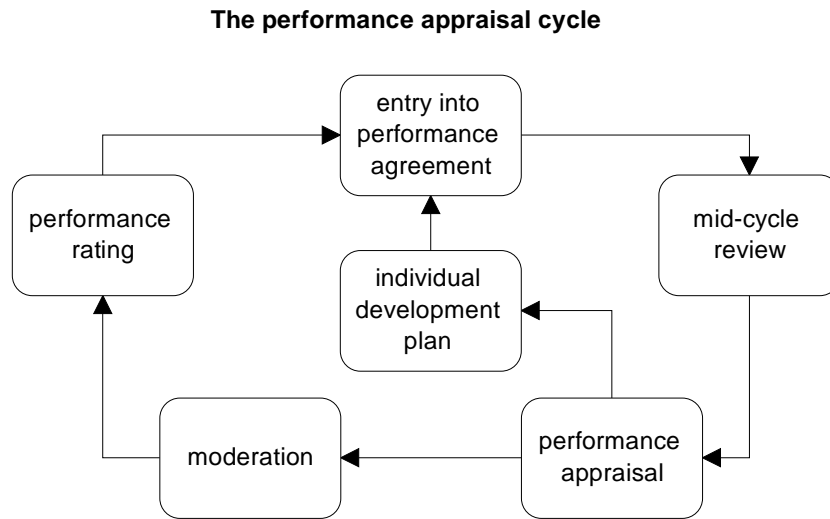 The performance appraisal cycle
entry into
performance
agreement
performance
rating
mid-cycle
review
individual
development
plan
moderation
performance
appraisal